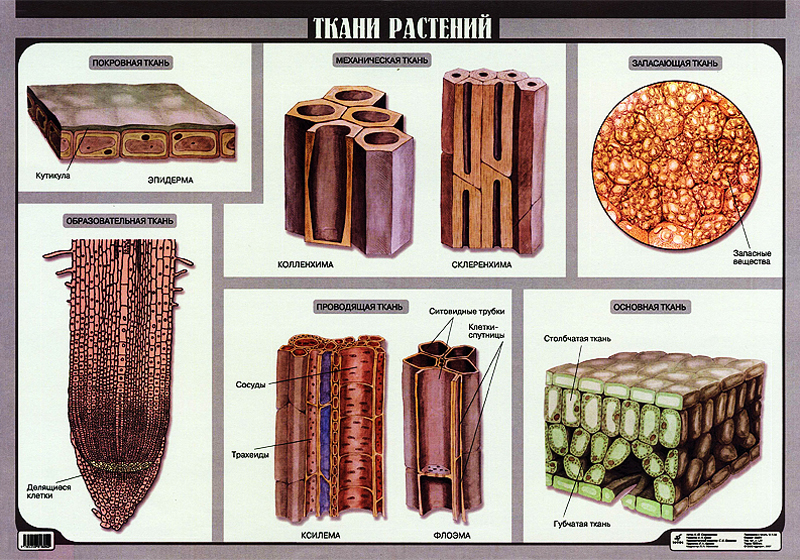 ТКАНИ РАСТЕНИЙ
ПОКРОВНАЯ ТКАНЬ
Кутикула
ЭПИДЕРМА
МЕХАНИЧЕСКАЯ ТКАНЬ
КОЛЛЕНХИМА
СКЛЕРЕНХИМА
ЗАПАСАЮЩАЯ ТКАНЬ
Запасные
вещества
ОБРАЗОВАТЕЛЬНАЯ ТКАНЬ
Делящиеся
клетки
ПРОВОДЯЩАЯ ТКАНЬ
Ситовидные трубки
Клетки-
спутницы
Сосуды
Трахеиды
КСИЛЕМА
ФЛОЭМА
ОСНОВНАЯ ТКАНЬ
Столбчатая ткань
Губчатая ткань